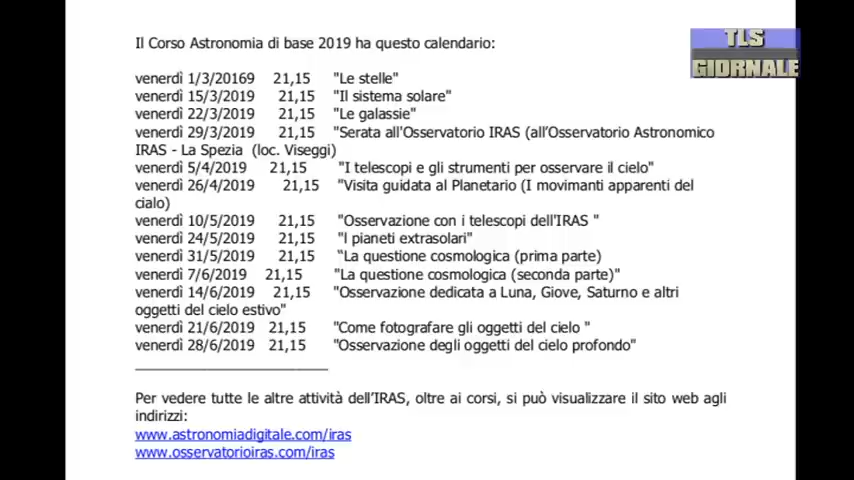 TLS
GIORNALE
Il Corso Astronomia di base 2019 ha questo calendario:
venerdì 1/3/20169 21,15 "Le stelle"
venerdì 15/3/2019 21,15 "Il sistema solare"
venerdì 22/3/2019 21,15 "Le galassie"
venerdì 29/3/2019 21,15 "Serata all'Osservatorio IRAS (all'Osservatorio Astronomico
IRAS - La Spezia (loc. Viseggi)
venerdì 5/4/2019 21,15 "I telescopi e gli strumenti per osservare il cielo"
venerdì 26/4/2019 21,15 "Visita guidata al Planetario (I movimanti apparenti del
cialo)
venerdì 10/5/2019 21,15 "Osservazione con i telescopi dell'IRAS "
venerdì 24/5/2019 21,15 "I pianeti extrasolari"
venerdì 31/5/2019 21,15 "La questione cosmologica (prima parte)
venerdì 7/6/2019 21,15 "La questione cosmologica (seconda parte)"
venerdì 14/6/2019 21,15 "Osservazione dedicata a Luna, Giove, Saturno e altri
oggetti del cielo estivo"
venerdì 21/6/2019 21,15 "Come fotografare gli oggetti del cielo "
venerdì 28/6/2019 21,15 "Osservazione degli oggetti del cielo profondo"
Per vedere tutte le altre attività dell'IRAS, oltre ai corsi, si può visualizzare il sito web agli
indirizzi:
www.astronomiadigitale.com/iras
www.osservatorioiras.com/iras